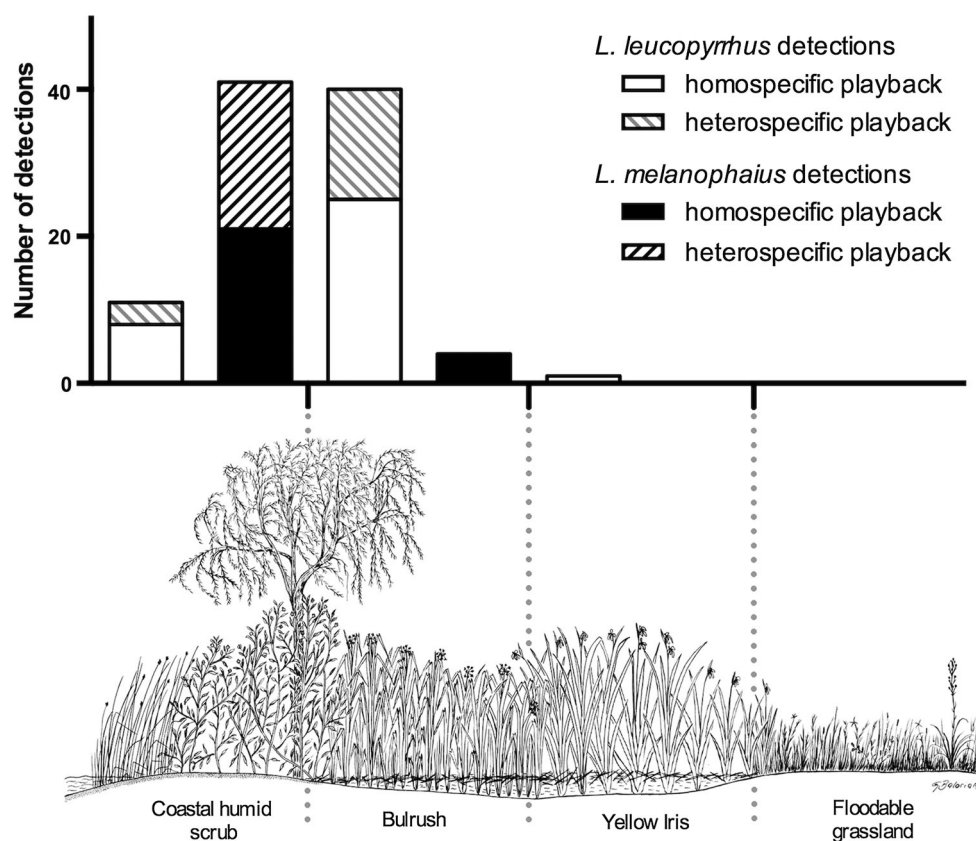 Number of detections
40
20
0
L. leucopyrrhus detections
homospecific playback
heterospecific playback
L. melanophaius detections
homospecific playback
heterospecific playback
Coastal humid
scrub
Bulrush
Yellow Iris
Floodable
grassland